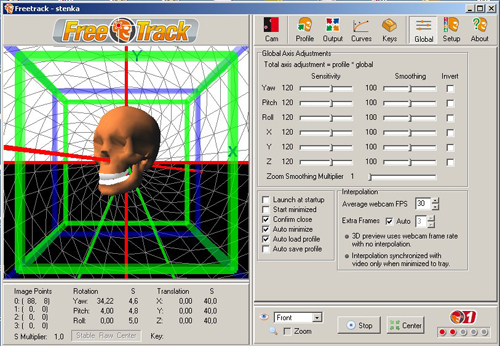 Freetrack - stenka
FreeTrack
Cam Profile Output Curves Keys Global Setup About
Global Axis Adjustments
Total axis adjustment = profile * global
Sensitivity Smoothing Invert
Yaw 120 100
Pitch 120 100
Roll 120 100
X 120 100
Y 120 100
Z 120 100
Zoom Smoothing Multiplier 1
Y
X
Launch at startup
Start minimized
Confirm close
Auto minimize
Auto load profile
Auto save profile
Interpolation
Average webcam FPS 30
Extra Frames Auto 3
3D preview uses webcam frame rate
with no interpolation.
Interpolation synchronized with
video only when minimized to tray.
Image Points Rotation S Translation S
0: ( 88, 8) Yaw: 34,22 4,6 X: 0,00 40,0
1: ( 0, 0) Pitch: 4,00 4,8 Y: 0,00 40,0
2: ( 0, 0) Roll: 0,00 5,0 Z: 0,00 40,0
3: ( 0, 0)
S Multiplier: 1,0 Stable Raw Center Key:
Front
Zoom
Stop
Center
1